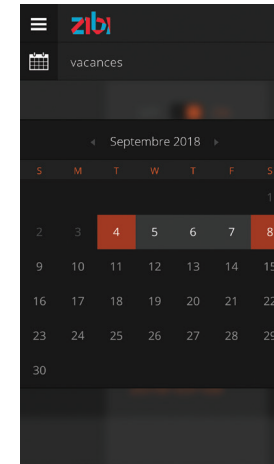 zibi
vacances
Septembre 2018
S M T W T F S
1
2 3 4 5 6 7 8
9 10 11 12 13 14 15
16 17 18 19 20 21 22
23 24 25 26 27 28 29
30